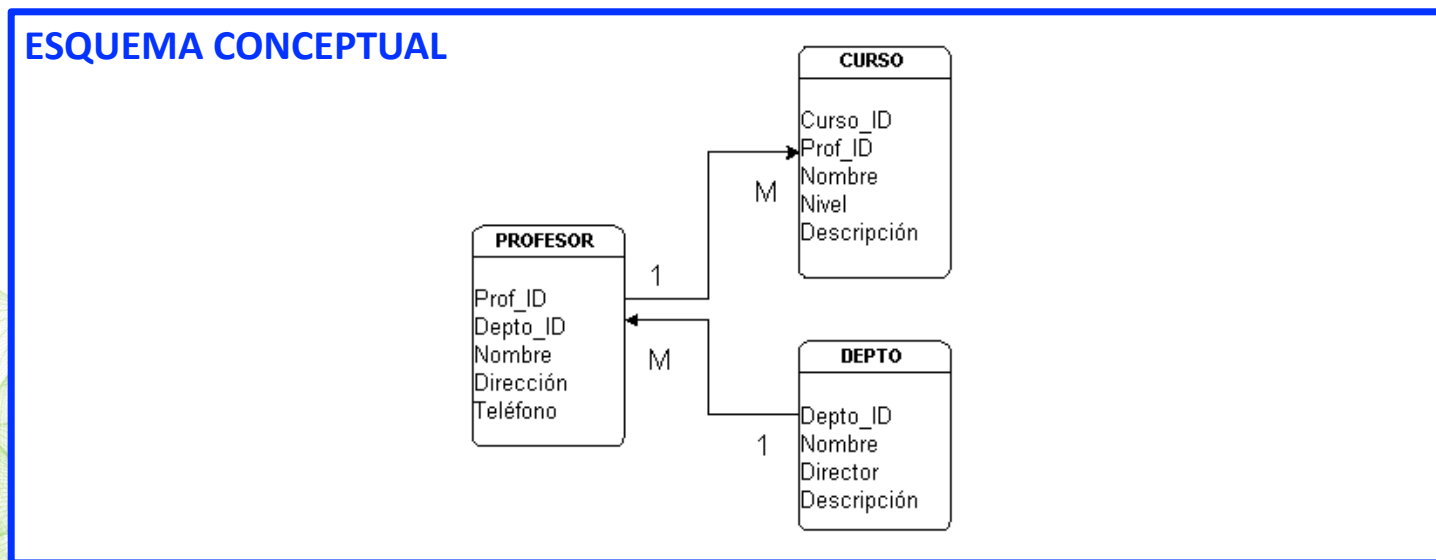 ESQUEMA CONCEPTUAL
CURSO
Curso_ID
Prof_ID
Nombre
Nivel
Descripción
M
PROFESOR
Prof_ID
Depto_ID
Nombre
Dirección
Teléfono
1
M
DEPTO
Depto_ID
Nombre
Director
Descripción
1